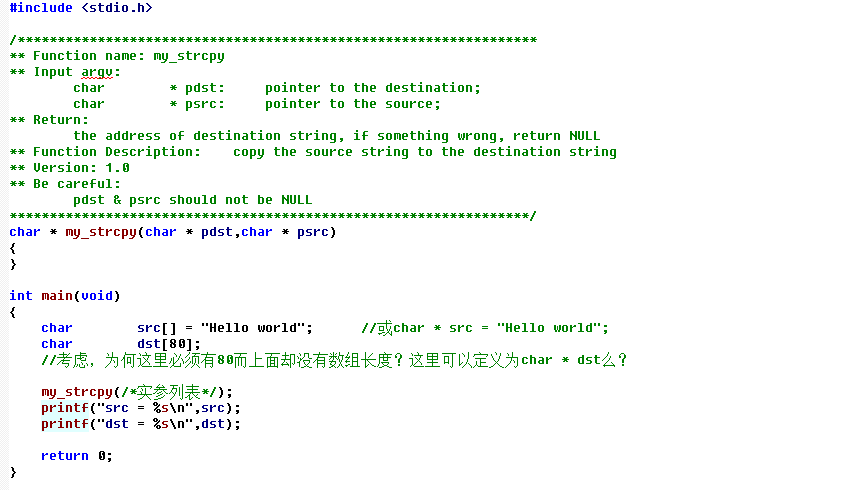 #include <stdio.h>
/*****************************************************************
** Function name: my_strcpy
** Input argv:
char * pdst: pointer to the destination;
char * psrc: pointer to the source;
** Return:
the address of destination string, if something wrong, return NULL
** Function Description: copy the source string to the destination string
** Version: 1.0
** Be careful:
pdst & psrc should not be NULL
*****************************************************************/
char * my_strcpy(char * pdst,char * psrc)
{
}
int main(void)
{
char src[] = "Hello world"; //或char * src = "Hello world";
char dst[80];
//考虑，为何这里必须有80而上面却没有数组长度？这里可以定义为char * dst么？
my_strcpy(/*实参列表*/);
printf("src = %s\n",src);
printf("dst = %s\n",dst);
return 0;
}